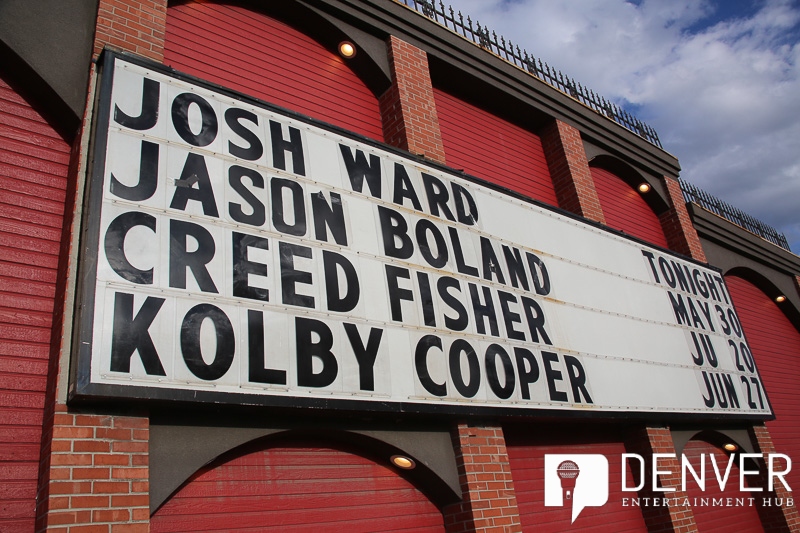 JOSH WARD TONIGHT
JASON BOLAND MAY 30
CREED FISHER JU 20
KOLBY COOPER JUN 27
DENVER
ENTERTAINMENT HUB